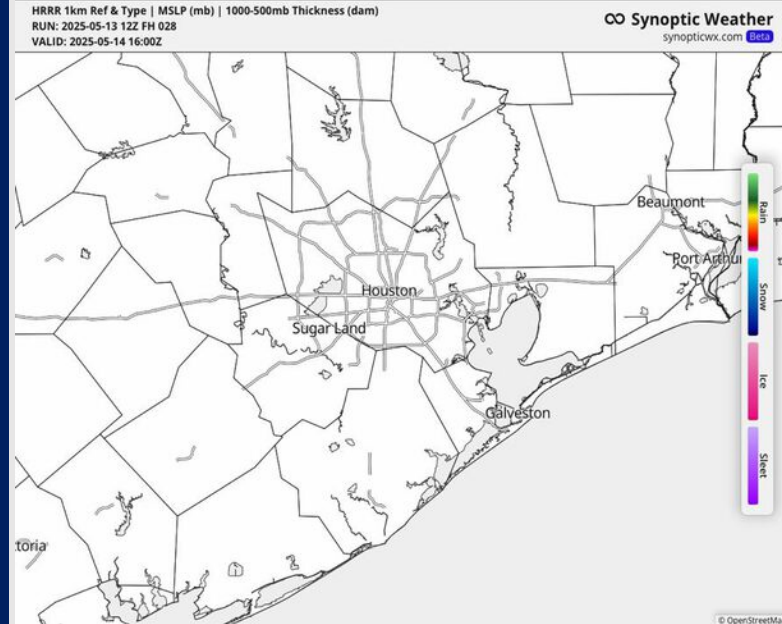 HRRR 1km Ref & Type | MSLP (mb) | 1000-500mb Thickness (dam)
RUN: 2025-05-13 12Z FH 028
VALID: 2025-05-14 16:00Z
Synoptic Weather
synopticwx.com Beta
Beaumont
Rain
Port Arthur
Snow
Houston
Sugar Land
Ice
Galveston
Sleet
toria
© OpenStreetMa